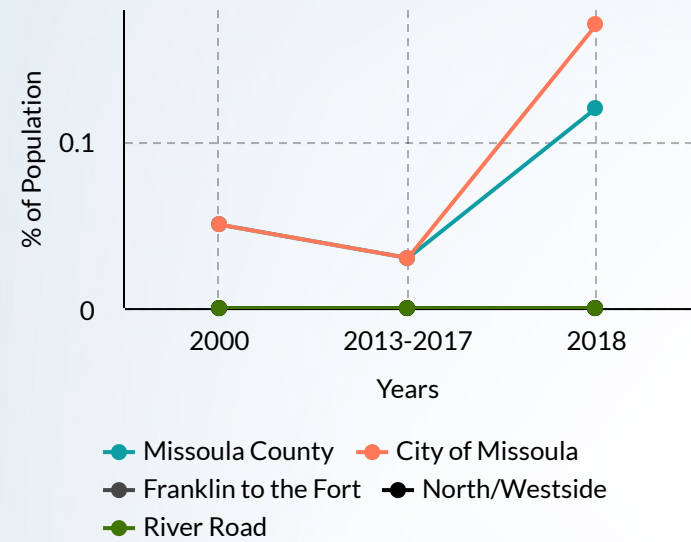 % of Population
0.1
0
2000 2013-2017 2018
Years
Missoula County City of Missoula
Franklin to the Fort North/Westside
River Road